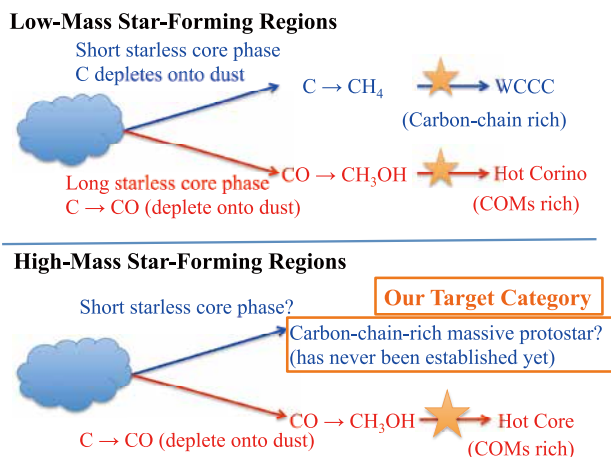 Low-Mass Star-Forming Regions
Short starless core phase
C depletes onto dust
C → CH₄
WCCC
(Carbon-chain rich)
CO → CH₃OH
Hot Corino
(COMs rich)
Long starless core phase
C → CO (deplete onto dust)
High-Mass Star-Forming Regions
Our Target Category
Short starless core phase?
Carbon-chain-rich massive protostar?
(has never been established yet)
CO → CH₃OH
Hot Core
(COMs rich)
C → CO (deplete onto dust)